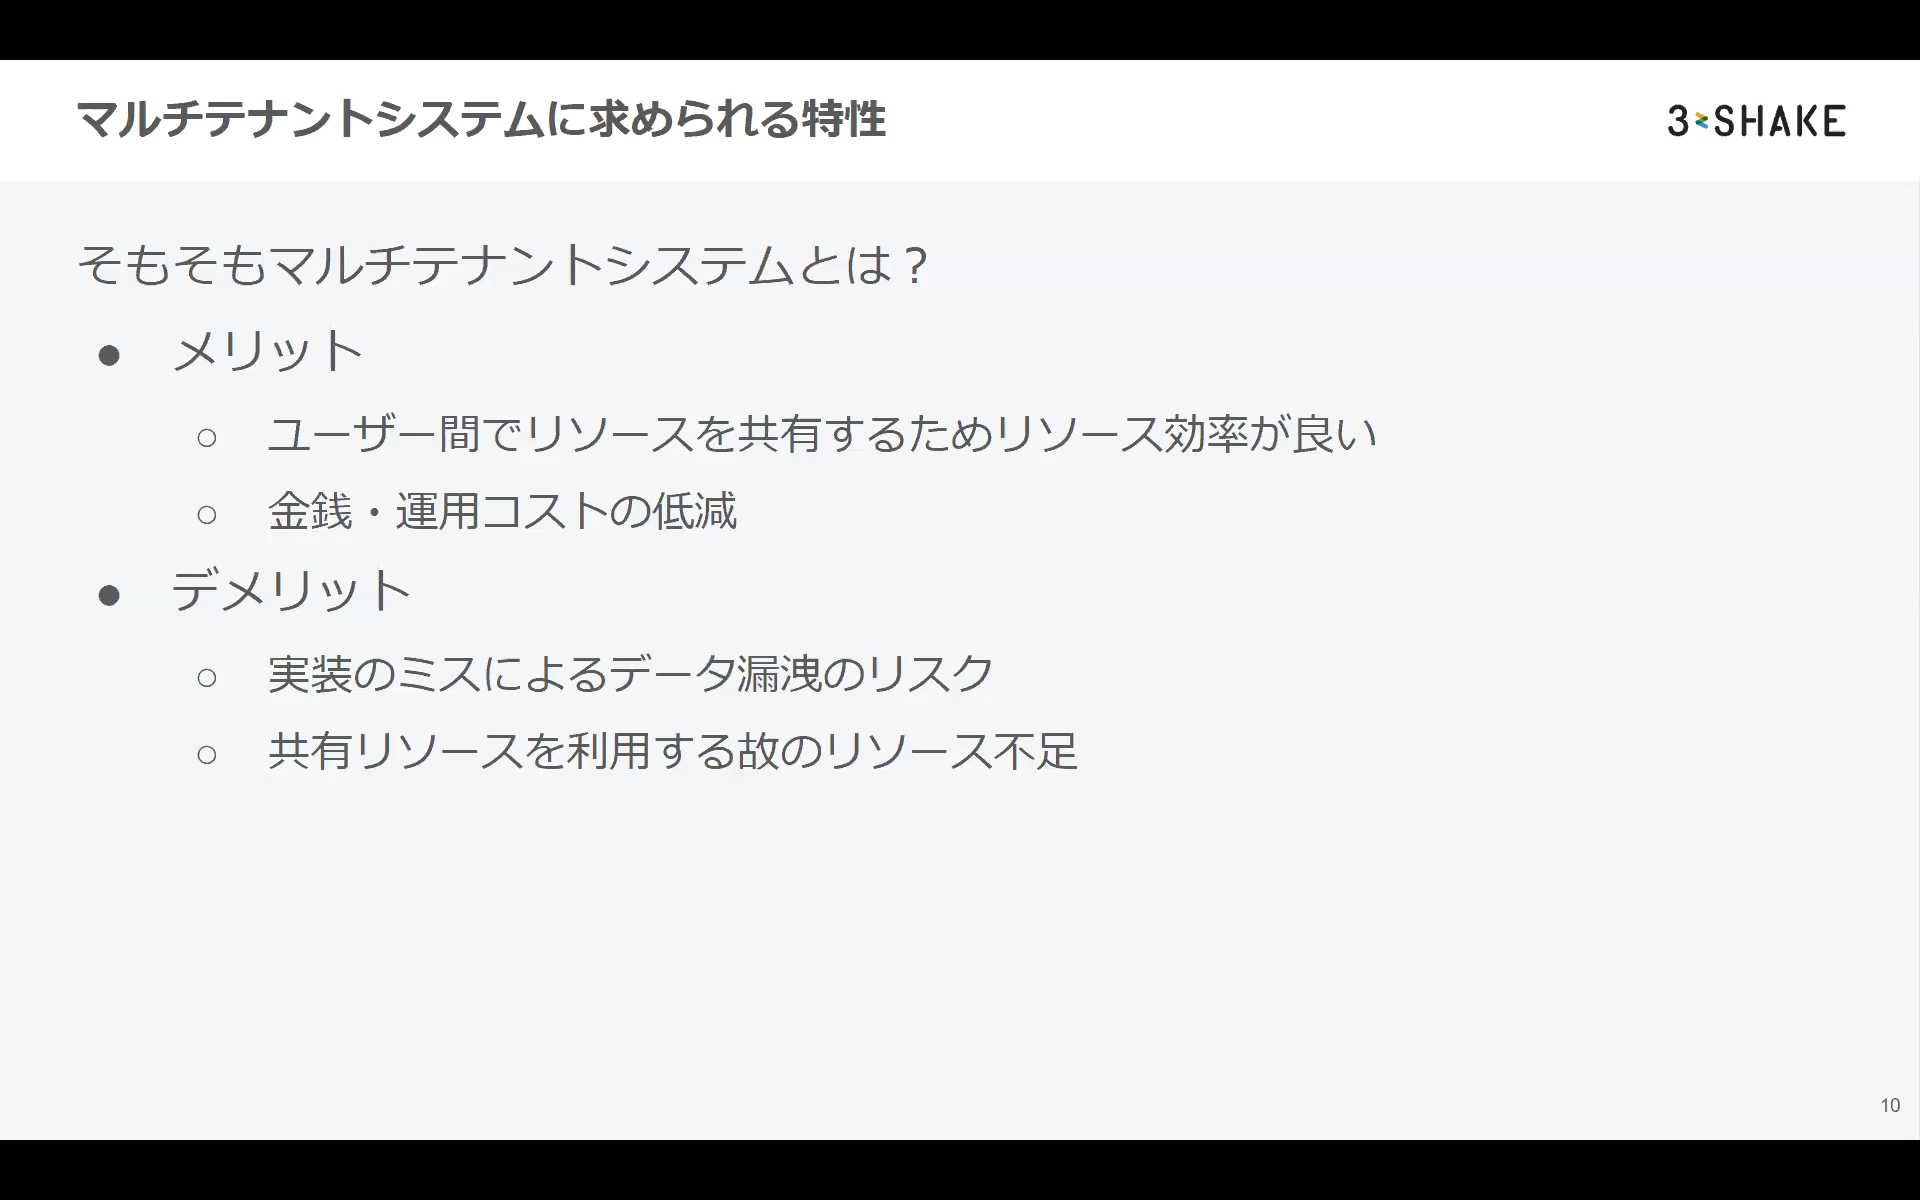 マルチテナントシステムに求められる特性
3 SHAKE
そもそもマルチテナントシステムとは？
● メリット
○ ユーザー間でリソースを共有するためリソース効率が良い
○ 金銭・運用コストの低減
● デメリット
○ 実装のミスによるデータ漏洩のリスク
○ 共有リソースを利用する故のリソース不足
10